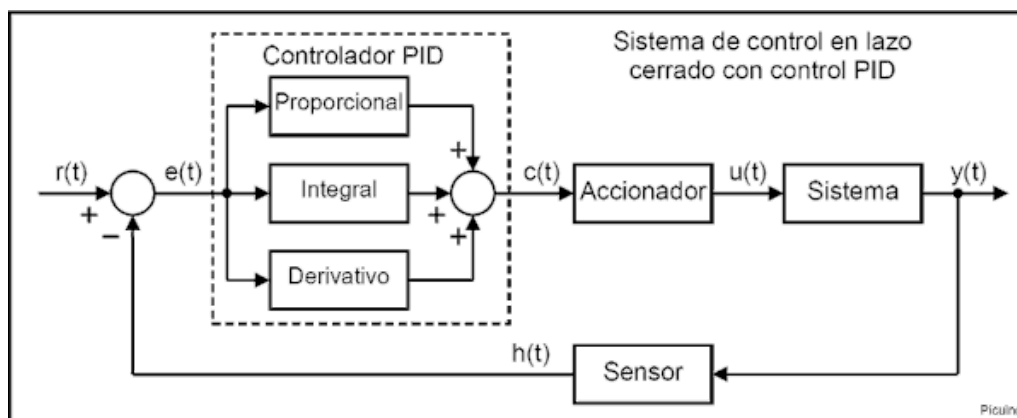 Sistema de control en lazo
cerrado con control PID
Controlador PID
Proporcional
Integral
Derivativo
r(t)
e(t)
c(t)
Accionador
u(t)
Sistema
y(t)
+
−
+
+
+
h(t)
Sensor